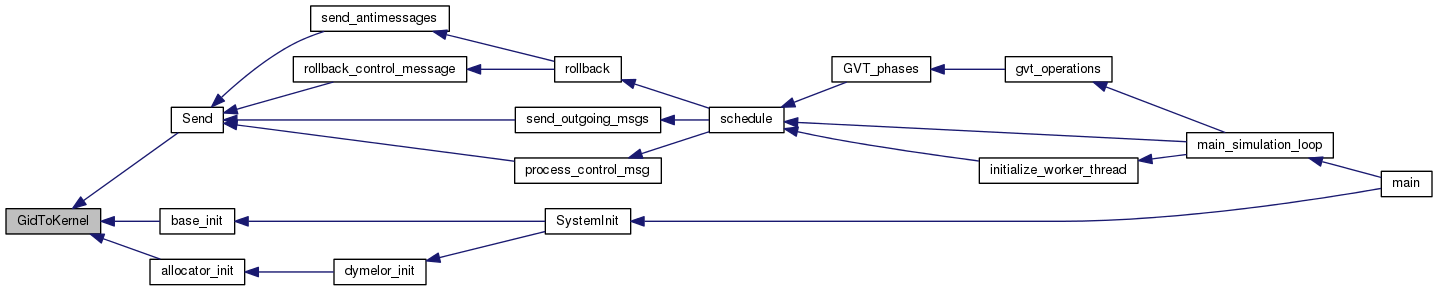 send_antimessages
rollback_control_message
rollback
GVT_phases
gvt_operations
Send
send_outgoing_msgs
schedule
main_simulation_loop
process_control_msg
initialize_worker_thread
main
GidToKernel
base_init
SystemInit
allocator_init
dymelor_init